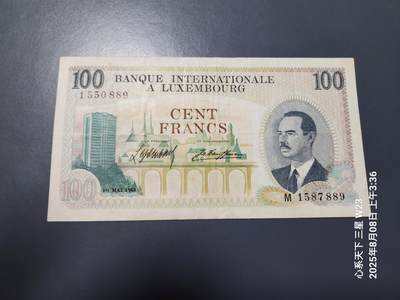 100
BANQUE INTERNATIONALE
A LUXEMBOURG
100
1550889
CENT
FRANCS
100
MAI 1968
M 1587889
心系天下 三星 W23
2025年8月08日 上午3:36